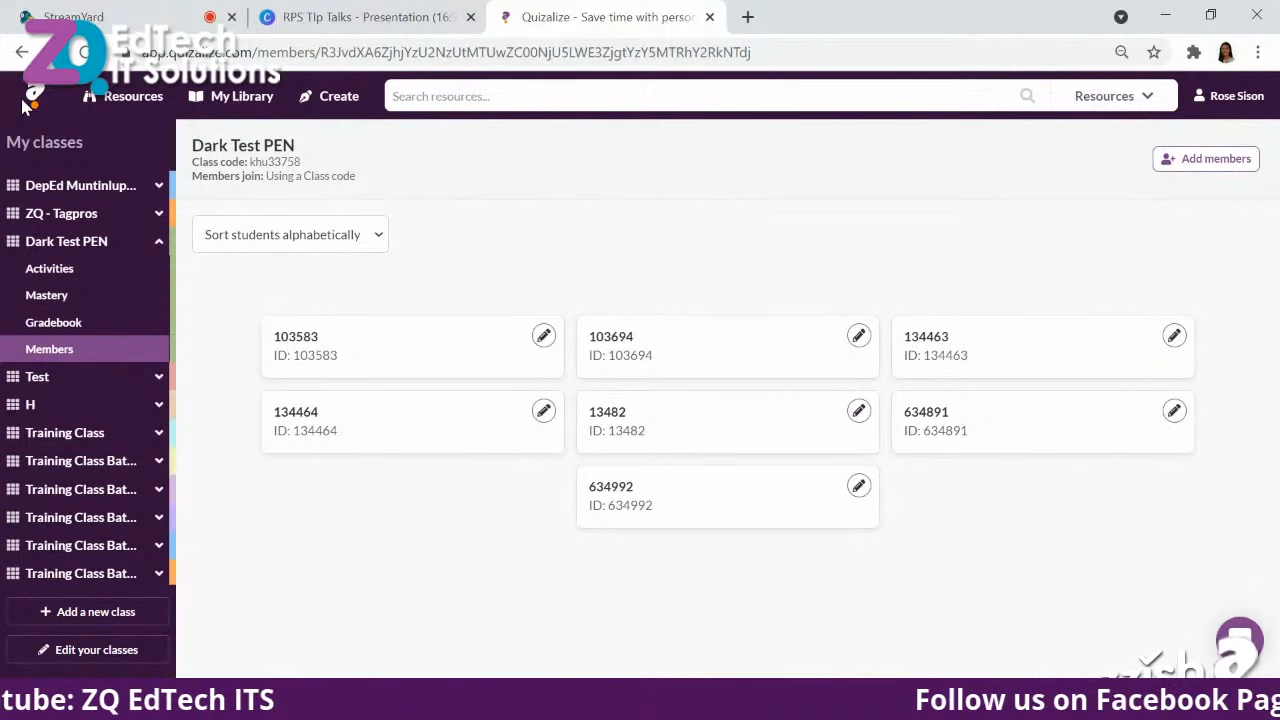 StreamYard
RPS TIp Talks - Presentation (16:9
Quizalize - Save time with person
EdTech
IT Solutions
/members/R3JvdXA6ZjhjYzU2NzUtMTUwZC00NjU5LWE3ZjgtYzY5MTRhY2RkNTdj
Resources
My Library
Create
Search resources...
Resources
Rose Sison
My classes
DepEd Muntinlup...
ZQ - Tagpros
Dark Test PEN
Activities
Mastery
Gradebook
Members
Test
H
Training Class
Training Class Bat...
Training Class Bat...
Training Class Bat...
Training Class Bat...
Training Class Bat...
Add a new class
Edit your classes
Dark Test PEN
Class code: khu33758
Members join: Using a Class code
Add members
Sort students alphabetically
103583
ID: 103583
103694
ID: 103694
134463
ID: 134463
134464
ID: 134464
13482
ID: 13482
634891
ID: 634891
634992
ID: 634992
tube: ZQ EdTech ITS
Follow us on Facebook Pag